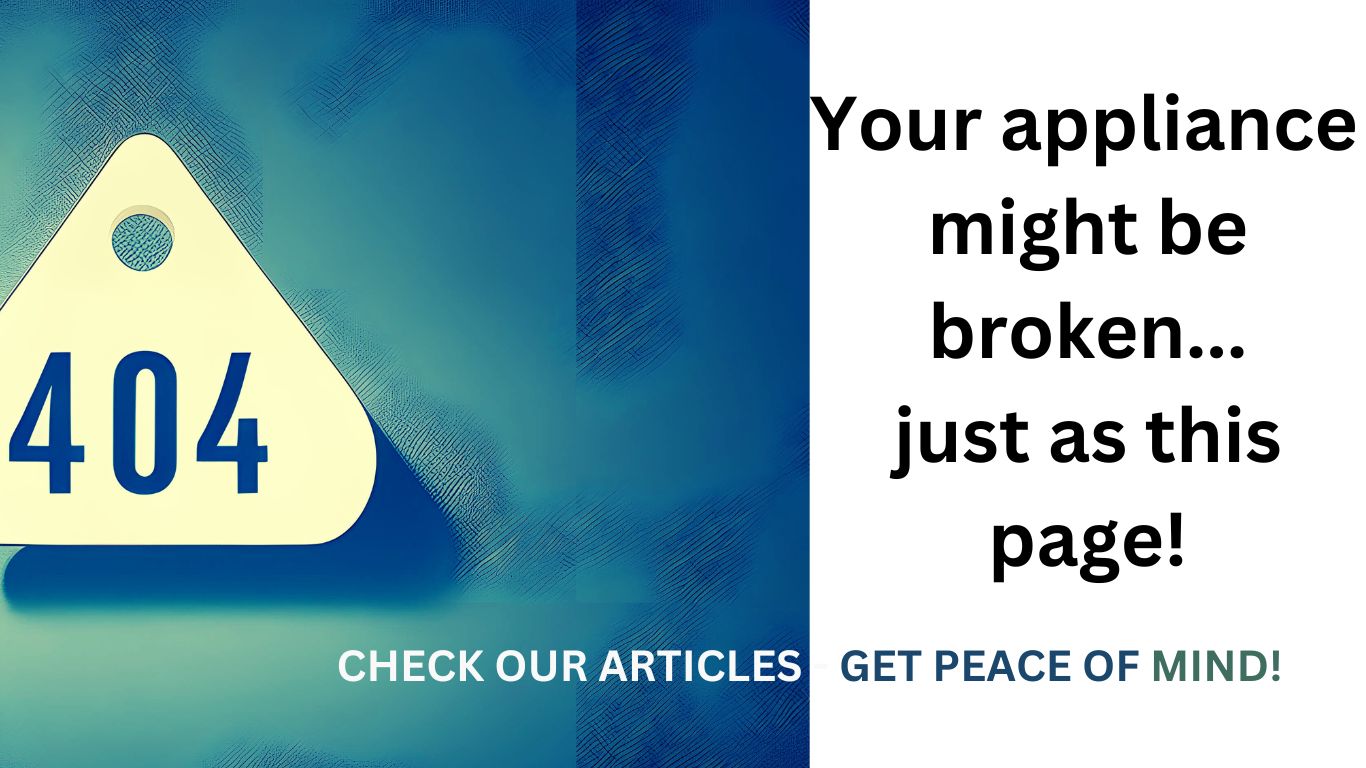 404
Your appliance
might be
broken...
just as this
page!
CHECK OUR ARTICLES - GET PEACE OF MIND!